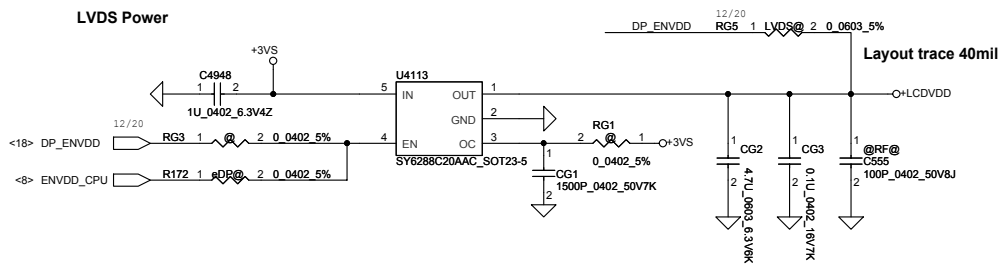 LVDS Power
12/20
DP_ENVDD RG5 1 LVDS@ 2 0_0603_5%
+3VS
Layout trace 40mil
C4948
1 2
1U_0402_6.3V4Z
U4113
5 IN OUT 1
GND 2
4 EN OC 3
SY6288C20AAC_SOT23-5
+LCDVDD
12/20
<18> DP_ENVDD RG3 1 @ 2 0_0402_5%
<8> ENVDD_CPU R172 1 eDP@ 2 0_0402_5%
RG1
1 @ 2 +3VS
0_0402_5%
1
CG1
2 1500P_0402_50V7K
1
CG2
2
4.7U_0603_6.3V6K
1
CG3
2
0.1U_0402_16V7K
1 @RF@
C555
2 100P_0402_50V8J